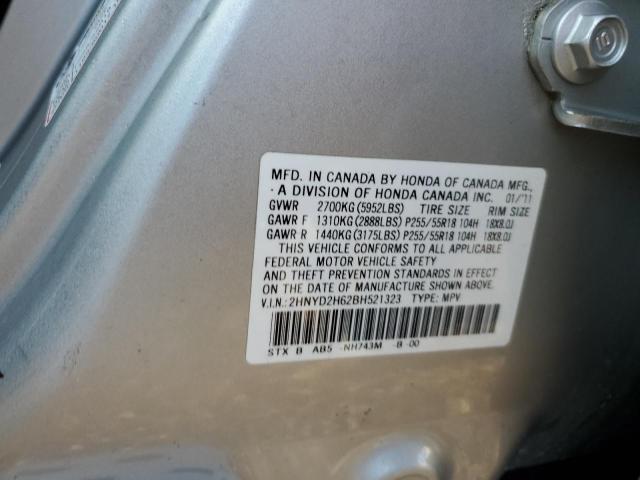 MFD. IN CANADA BY HONDA OF CANADA MFG.,
A DIVISION OF HONDA CANADA INC. 01/'11
GVWR 2700KG(5952LBS) TIRE SIZE RIM SIZE
GAWR F 1310KG(2888LBS) P255/55R18 104H 18X8.0J
GAWR R 1440KG(3175LBS) P255/55R18 104H 18X8.0J
THIS VEHICLE CONFORMS TO ALL APPLICABLE
FEDERAL MOTOR VEHICLE SAFETY
AND THEFT PREVENTION STANDARDS IN EFFECT
ON THE DATE OF MANUFACTURE SHOWN ABOVE.
V.I.N.:2HNYD2H62BH521323 TYPE: MPV
STX B AB5 -NH743M -B-00